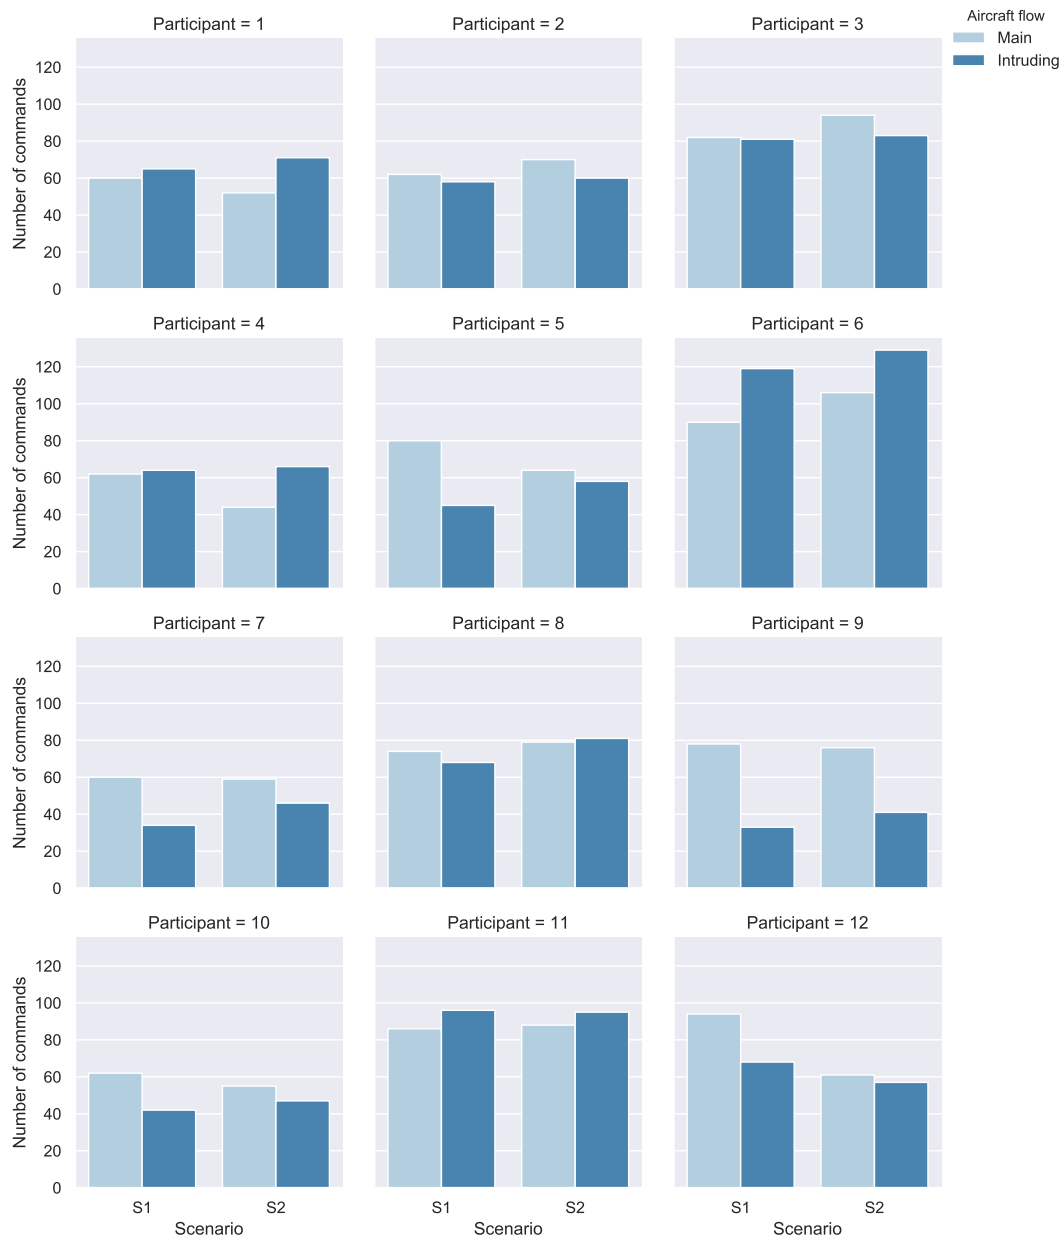 Participant = 1
Participant = 2
Participant = 3
Aircraft flow
Main
Intruding
Number of commands
120
100
80
60
40
20
0
Participant = 4
Participant = 5
Participant = 6
Number of commands
120
100
80
60
40
20
0
Participant = 7
Participant = 8
Participant = 9
Number of commands
120
100
80
60
40
20
0
Participant = 10
Participant = 11
Participant = 12
Number of commands
120
100
80
60
40
20
0
S1
S2
S1
S2
S1
S2
Scenario
Scenario
Scenario